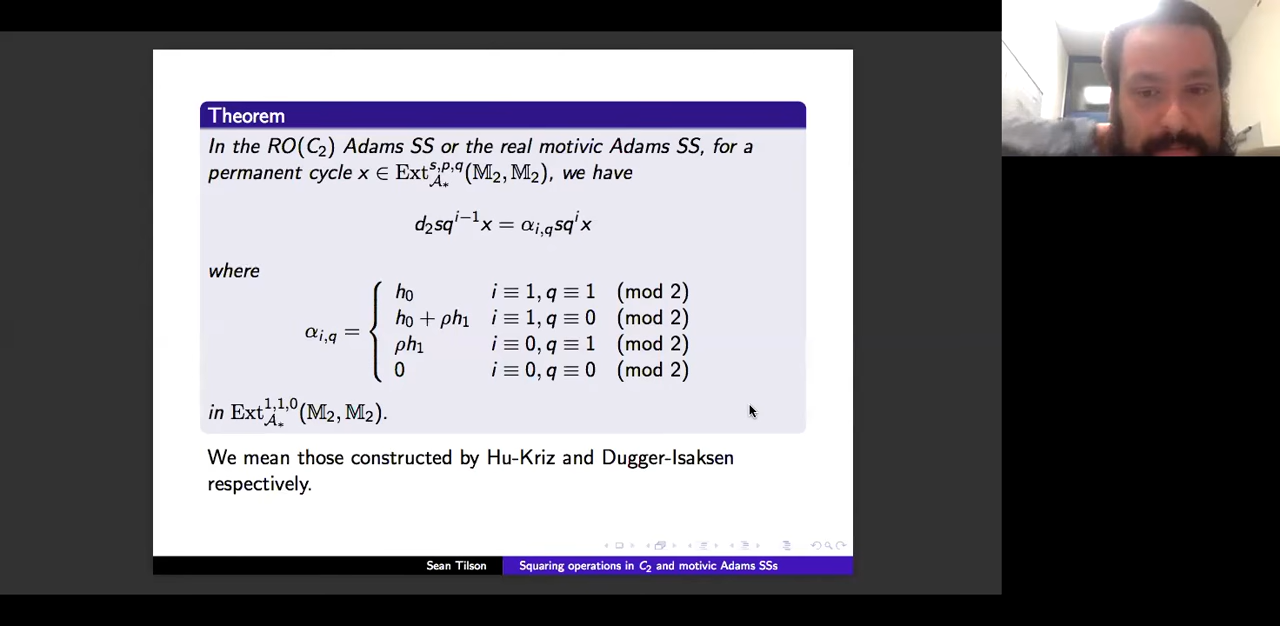 Theorem
In the RO(C₂) Adams SS or the real motivic Adams SS, for a
permanent cycle x ∈ Ext^{s,p,q}_{𝒜_*}(𝕄₂, 𝕄₂), we have
d₂sq^{i−1}x = α_{i,q}sq^i x
where
α_{i,q} = {
h₀ i ≡ 1, q ≡ 1 (mod 2)
h₀ + ρh₁ i ≡ 1, q ≡ 0 (mod 2)
ρh₁ i ≡ 0, q ≡ 1 (mod 2)
0 i ≡ 0, q ≡ 0 (mod 2)
in Ext^{1,1,0}_{𝒜_*}(𝕄₂, 𝕄₂).
We mean those constructed by Hu-Kriz and Dugger-Isaksen
respectively.
Sean Tilson Squaring operations in C₂ and motivic Adams SSs